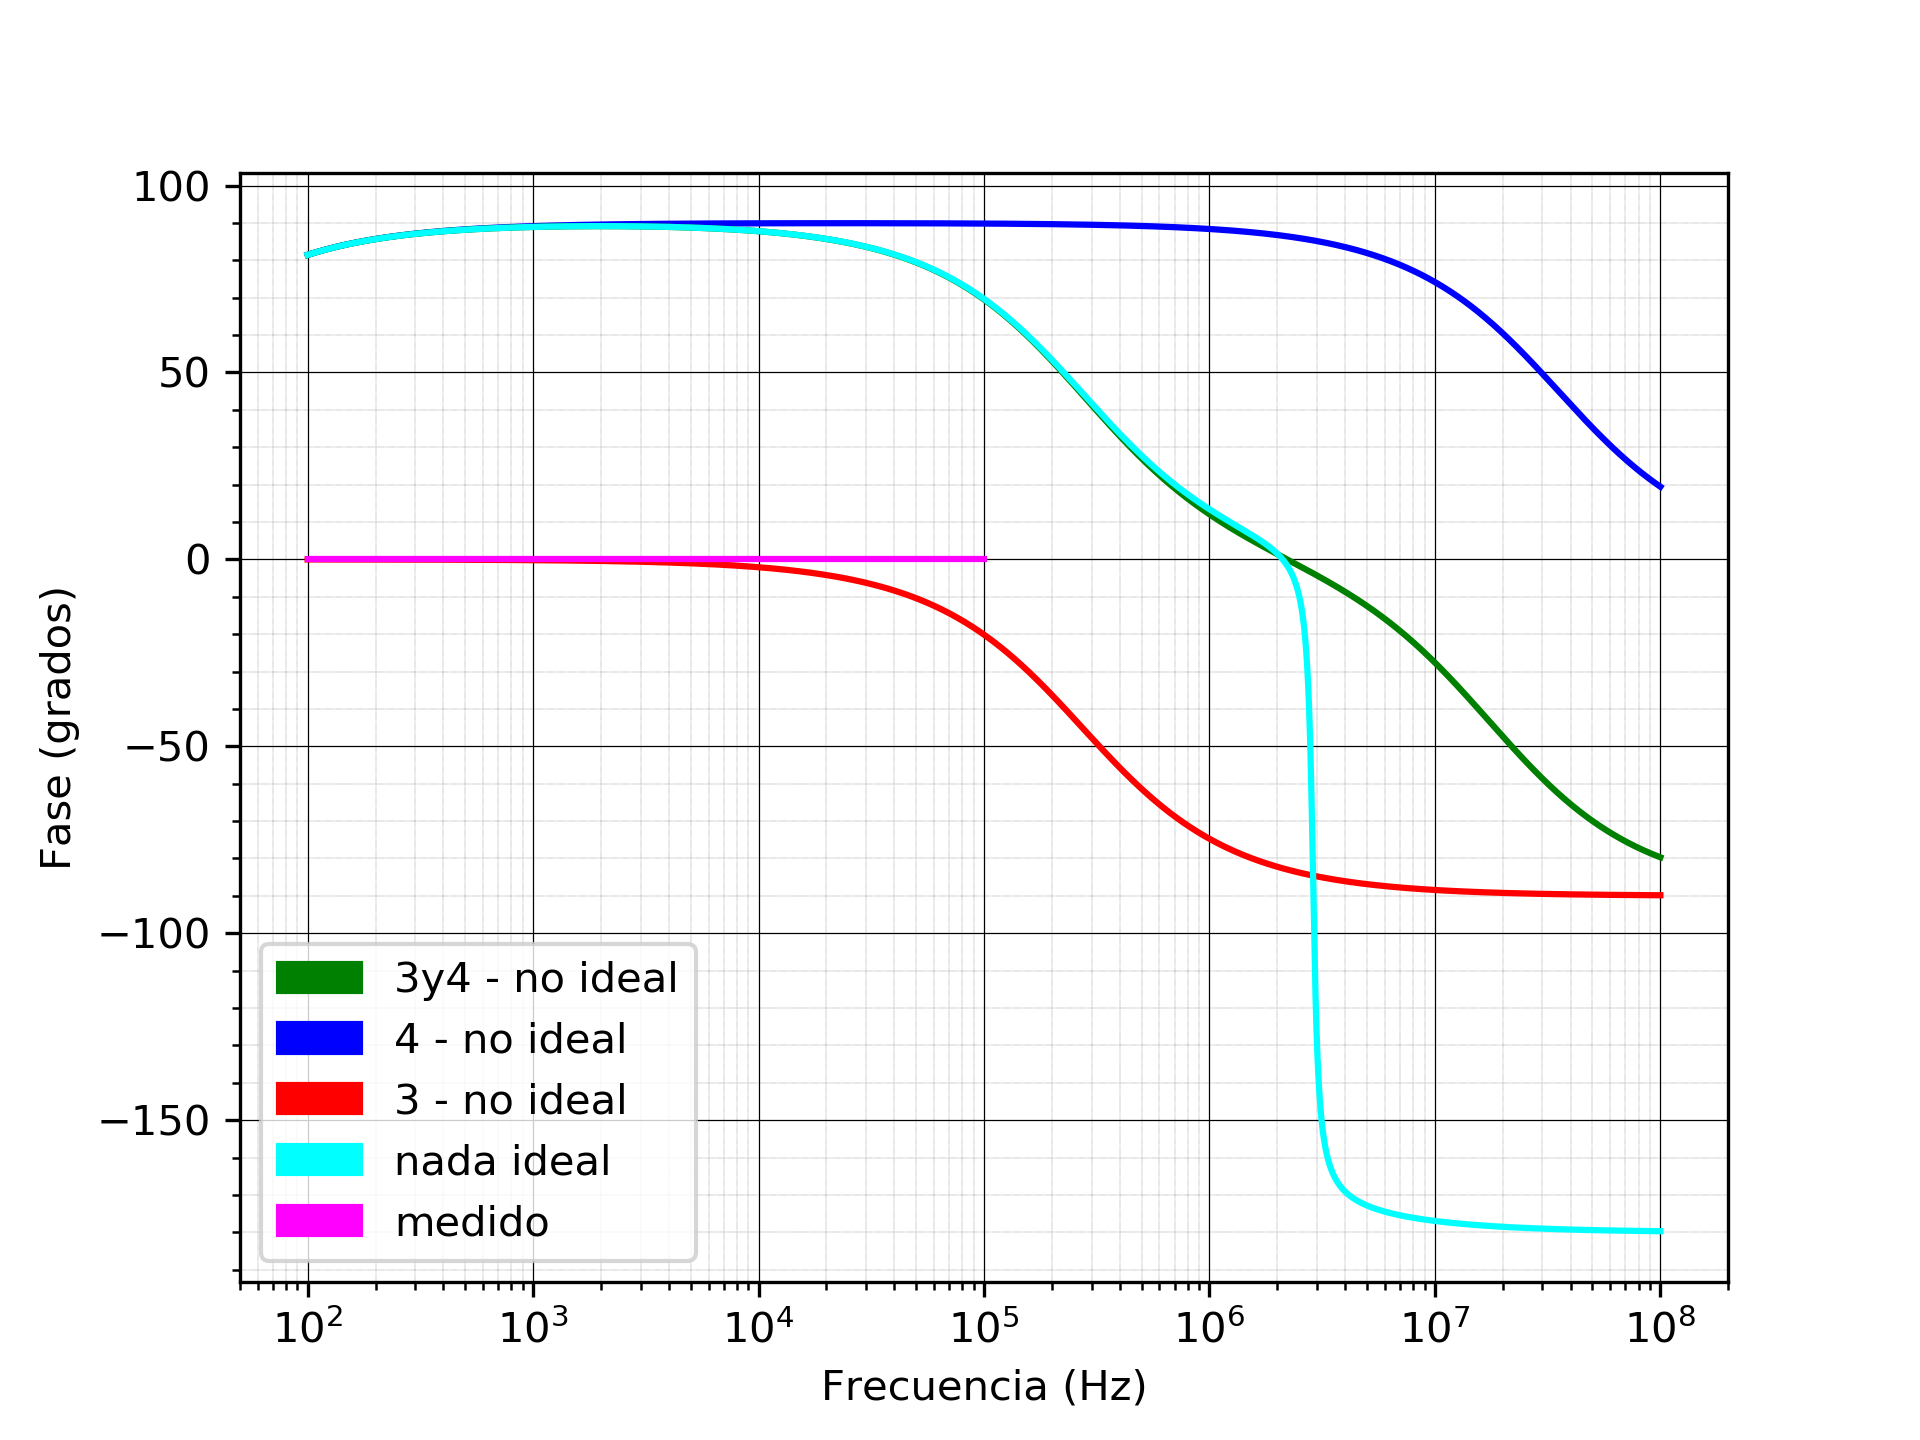 100
50
0
−50
−100
−150
Fase (grados)
3y4 - no ideal
4 - no ideal
3 - no ideal
nada ideal
medido
10² 10³ 10⁴ 10⁵ 10⁶ 10⁷ 10⁸
Frecuencia (Hz)